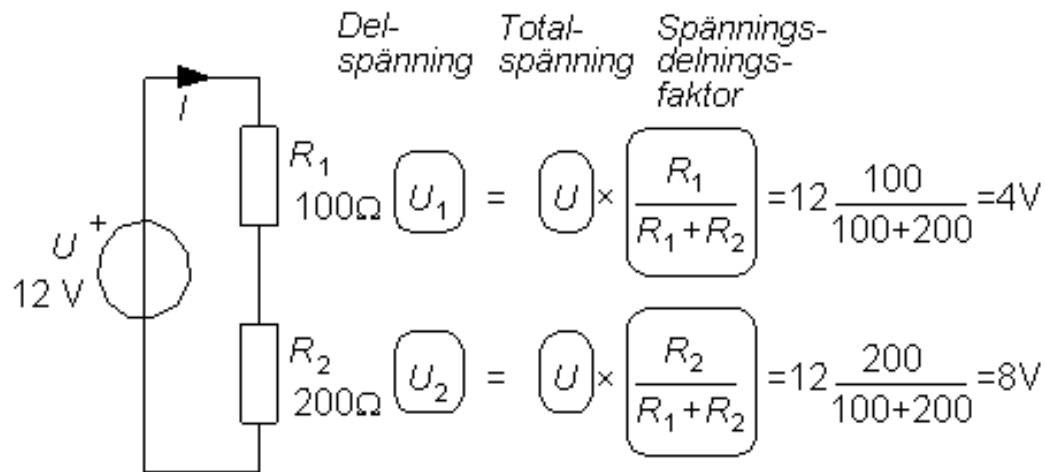 Del- Total- Spännings-
spänning spänning delnings-
faktor
I
R₁
100Ω U₁ = U × R₁ / R₁+R₂ =12 100 / 100+200 =4V
U +
12 V
R₂
200Ω U₂ = U × R₂ / R₁+R₂ =12 200 / 100+200 =8V